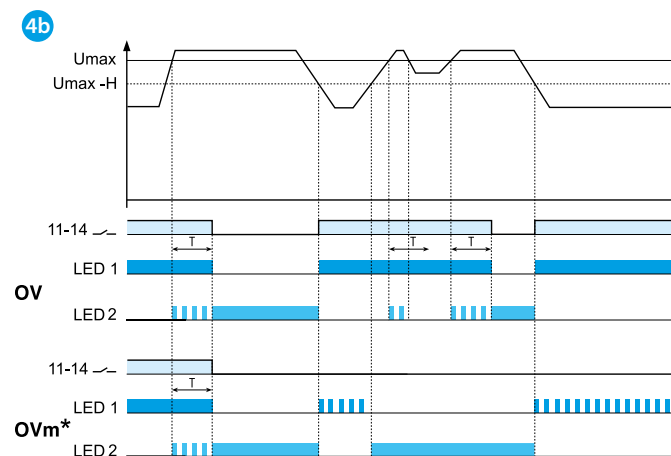 4b
Umax
Umax -H
11-14
T
T
T
LED 1
OV
LED 2
11-14
T
LED 1
OVm*
LED 2